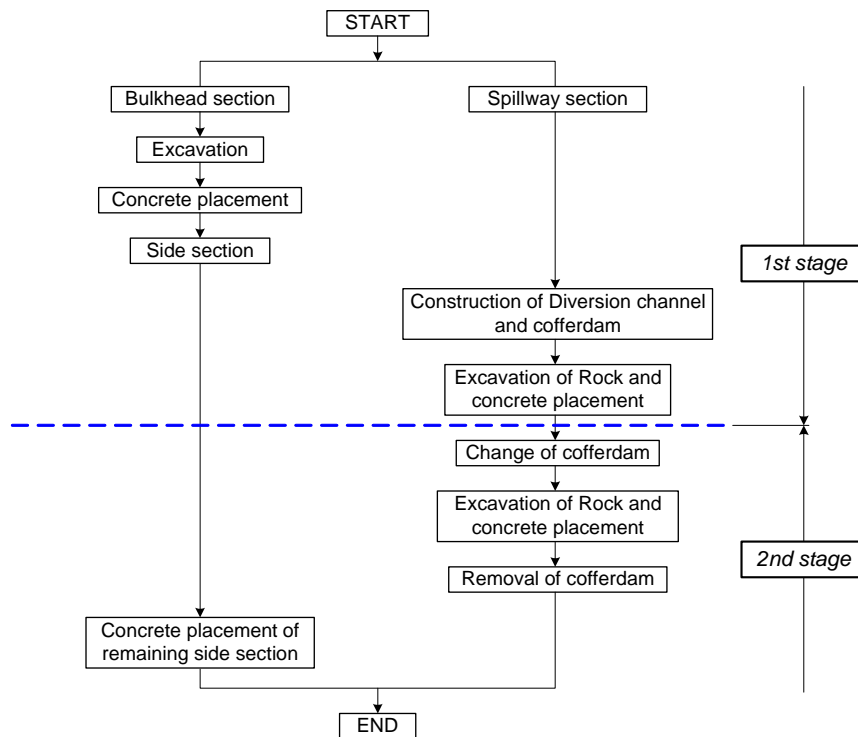 START
Bulkhead section
Spillway section
Excavation
Concrete placement
Side section
1st stage
Construction of Diversion channel
and cofferdam
Excavation of Rock and
concrete placement
Change of cofferdam
Excavation of Rock and
concrete placement
2nd stage
Removal of cofferdam
Concrete placement of
remaining side section
END